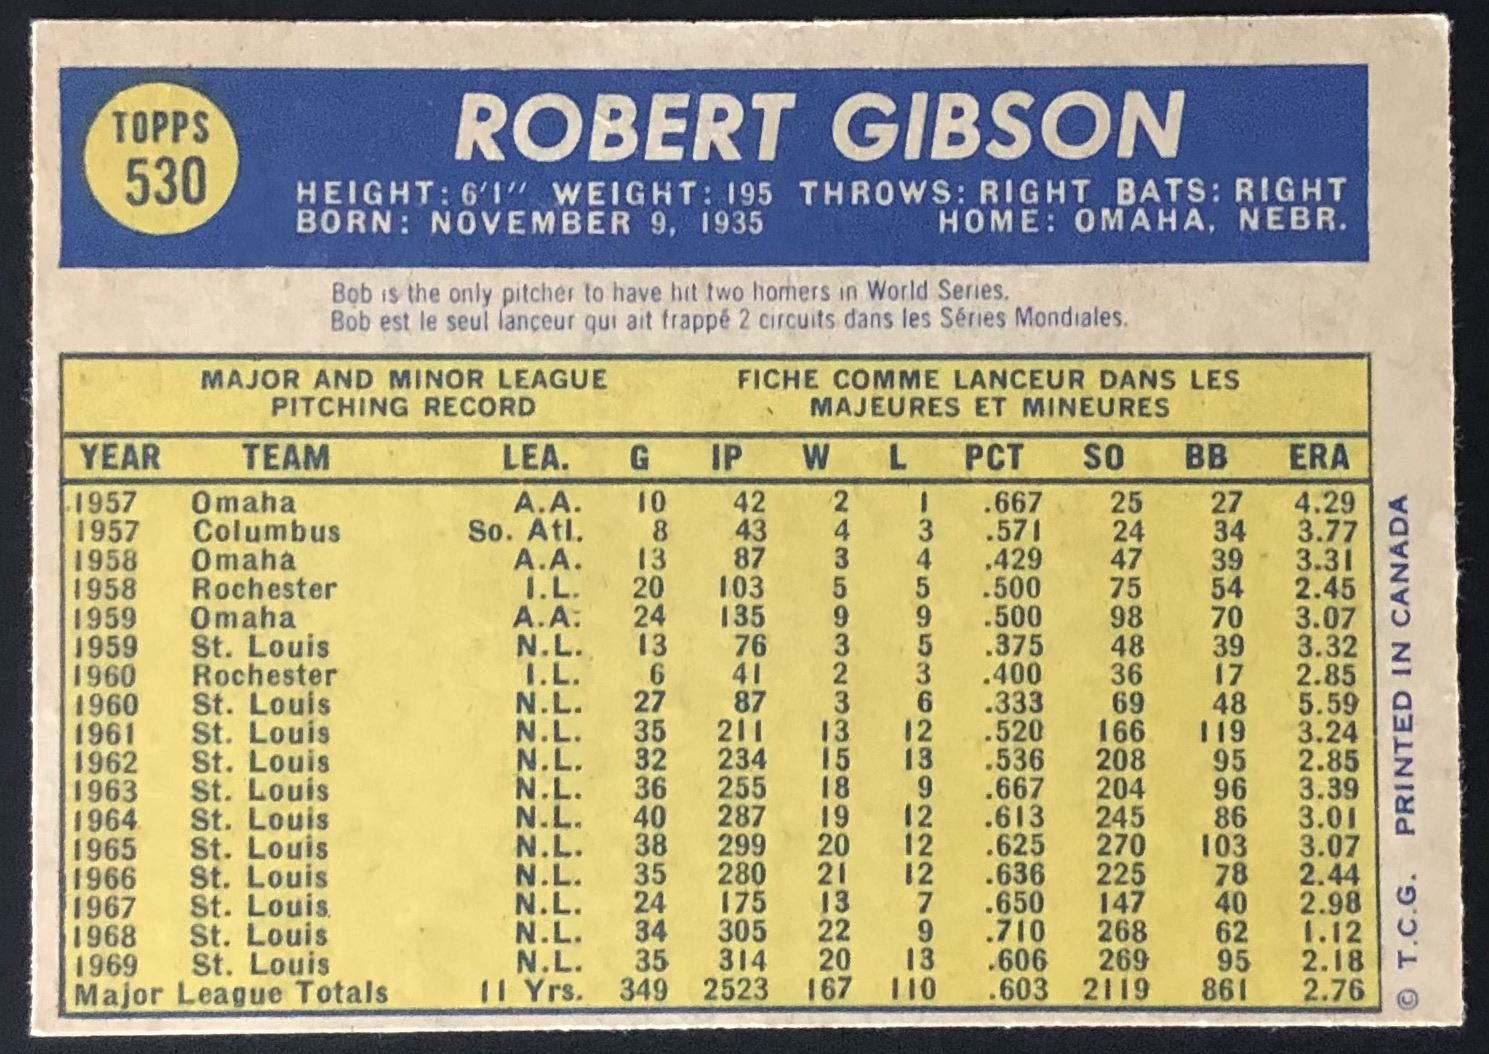 TOPPS
530
ROBERT GIBSON
HEIGHT: 6'1" WEIGHT: 195 THROWS: RIGHT BATS: RIGHT
BORN: NOVEMBER 9, 1935 HOME: OMAHA, NEBR.
Bob is the only pitcher to have hit two homers in World Series.
Bob est le seul lanceur qui ait frappé 2 circuits dans les Séries Mondiales.
MAJOR AND MINOR LEAGUE
PITCHING RECORD
FICHE COMME LANCEUR DANS LES
MAJEURES ET MINEURES
YEAR TEAM LEA. G IP W L PCT SO BB ERA
1957 Omaha A.A. 10 42 2 1 .667 25 27 4.29
1957 Columbus So. Atl. 8 43 4 3 .571 24 34 3.77
1958 Omaha A.A. 13 87 3 4 .429 47 39 3.31
1958 Rochester I.L. 20 103 5 5 .500 75 54 2.45
1959 Omaha A.A. 24 135 9 9 .500 98 70 3.07
1959 St. Louis N.L. 13 76 3 5 .375 48 39 3.32
1960 Rochester I.L. 6 41 2 3 .400 36 17 2.85
1960 St. Louis N.L. 27 87 3 6 .333 69 48 5.59
1961 St. Louis N.L. 35 211 13 12 .520 166 119 3.24
1962 St. Louis N.L. 32 234 15 13 .536 208 95 2.85
1963 St. Louis N.L. 36 255 18 9 .667 204 96 3.39
1964 St. Louis N.L. 40 287 19 12 .613 245 86 3.01
1965 St. Louis N.L. 38 299 20 12 .625 270 103 3.07
1966 St. Louis N.L. 35 280 21 12 .636 225 78 2.44
1967 St. Louis N.L. 24 175 13 7 .650 147 40 2.98
1968 St. Louis N.L. 34 305 22 9 .710 268 62 1.12
1969 St. Louis N.L. 35 314 20 13 .606 269 95 2.18
Major League Totals 11 Yrs. 349 2523 167 110 .603 2119 861 2.76
© T.C.G. PRINTED IN CANADA